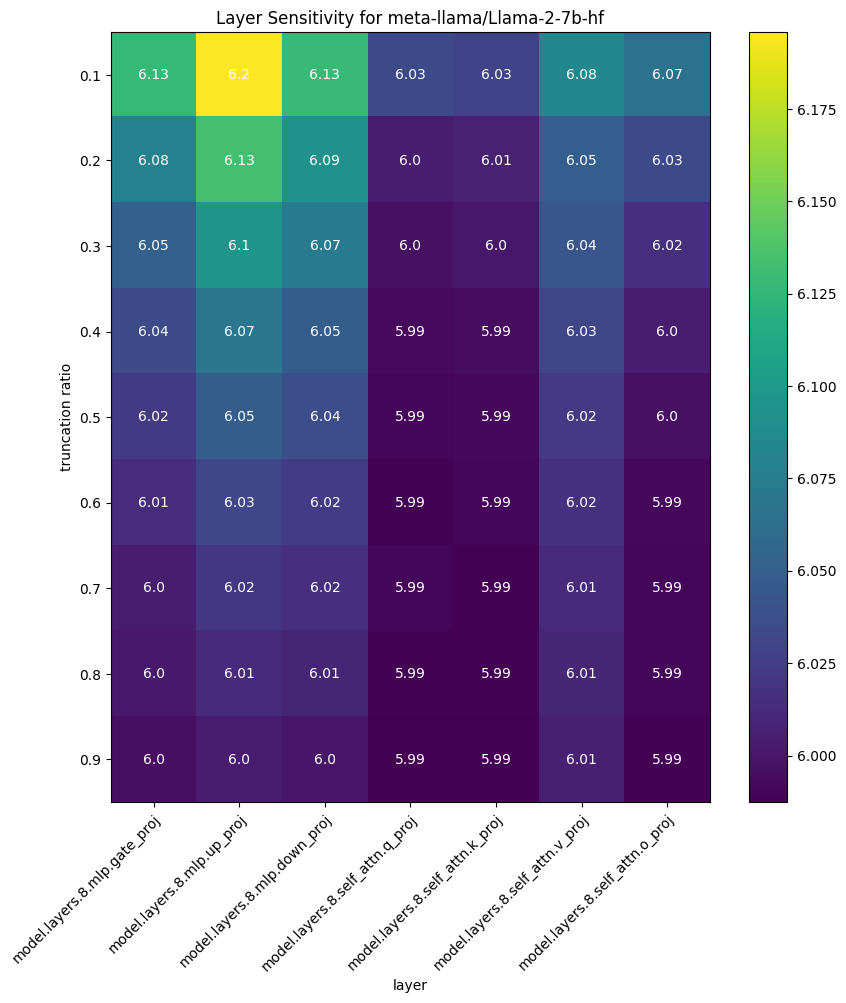 Layer Sensitivity for meta-llama/Llama-2-7b-hf
truncation ratio
0.1 6.13 6.2 6.13 6.03 6.03 6.08 6.07
0.2 6.08 6.13 6.09 6.0 6.01 6.05 6.03
0.3 6.05 6.1 6.07 6.0 6.0 6.04 6.02
0.4 6.04 6.07 6.05 5.99 5.99 6.03 6.0
0.5 6.02 6.05 6.04 5.99 5.99 6.02 6.0
0.6 6.01 6.03 6.02 5.99 5.99 6.02 5.99
0.7 6.0 6.02 6.02 5.99 5.99 6.01 5.99
0.8 6.0 6.01 6.01 5.99 5.99 6.01 5.99
0.9 6.0 6.0 6.0 5.99 5.99 6.01 5.99
model.layers.8.mlp.gate_proj
model.layers.8.mlp.up_proj
model.layers.8.mlp.down_proj
model.layers.8.self_attn.q_proj
model.layers.8.self_attn.k_proj
model.layers.8.self_attn.v_proj
model.layers.8.self_attn.o_proj
layer
6.175
6.150
6.125
6.100
6.075
6.050
6.025
6.000